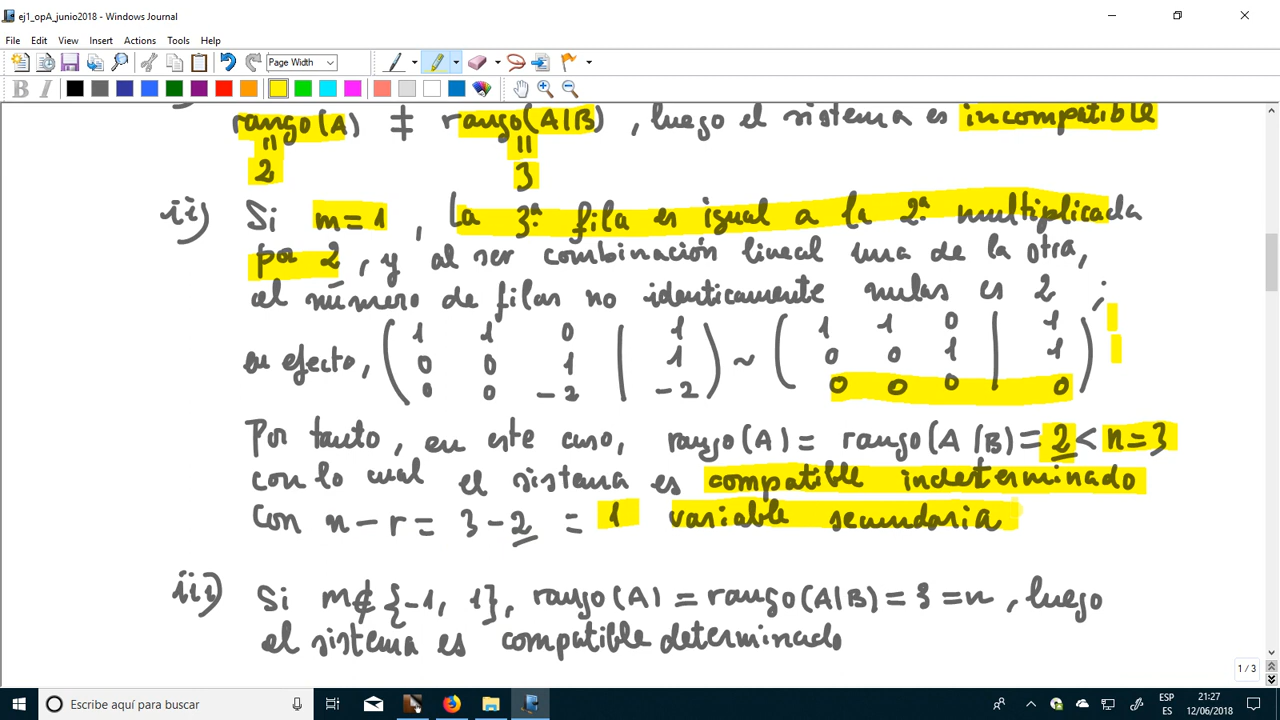 ej1_opA_junio2018 - Windows Journal
File Edit View Insert Actions Tools Help
Page Width
B I
rango(A) ≠ rango(A|B), luego el sistema es incompatible
= =
2 3
ii) Si m=1, La 3ª fila es igual a la 2ª multiplicada
por 2, y al ser combinación lineal una de la otra,
el número de filas no identicamente nulas es 2;
1 1 0 | 1 1 1 0 | 1
en efecto, ( 0 0 1 | 1 ) ~ ( 0 0 1 | 1 )
0 0 -2 | -2 0 0 0 | 0
Por tanto, en este caso, rango(A) = rango(A|B) = 2 < n=3
con lo cual el sistema es compatible indeterminado
con n - r = 3 - 2 = 1 variable secundaria
iii) Si m∉{-1, 1}, rango(A) = rango(A|B) = 3 = n, luego
el sistema es compatible determinado
1 / 3
Escribe aquí para buscar
ESP 21:27
ES 12/06/2018